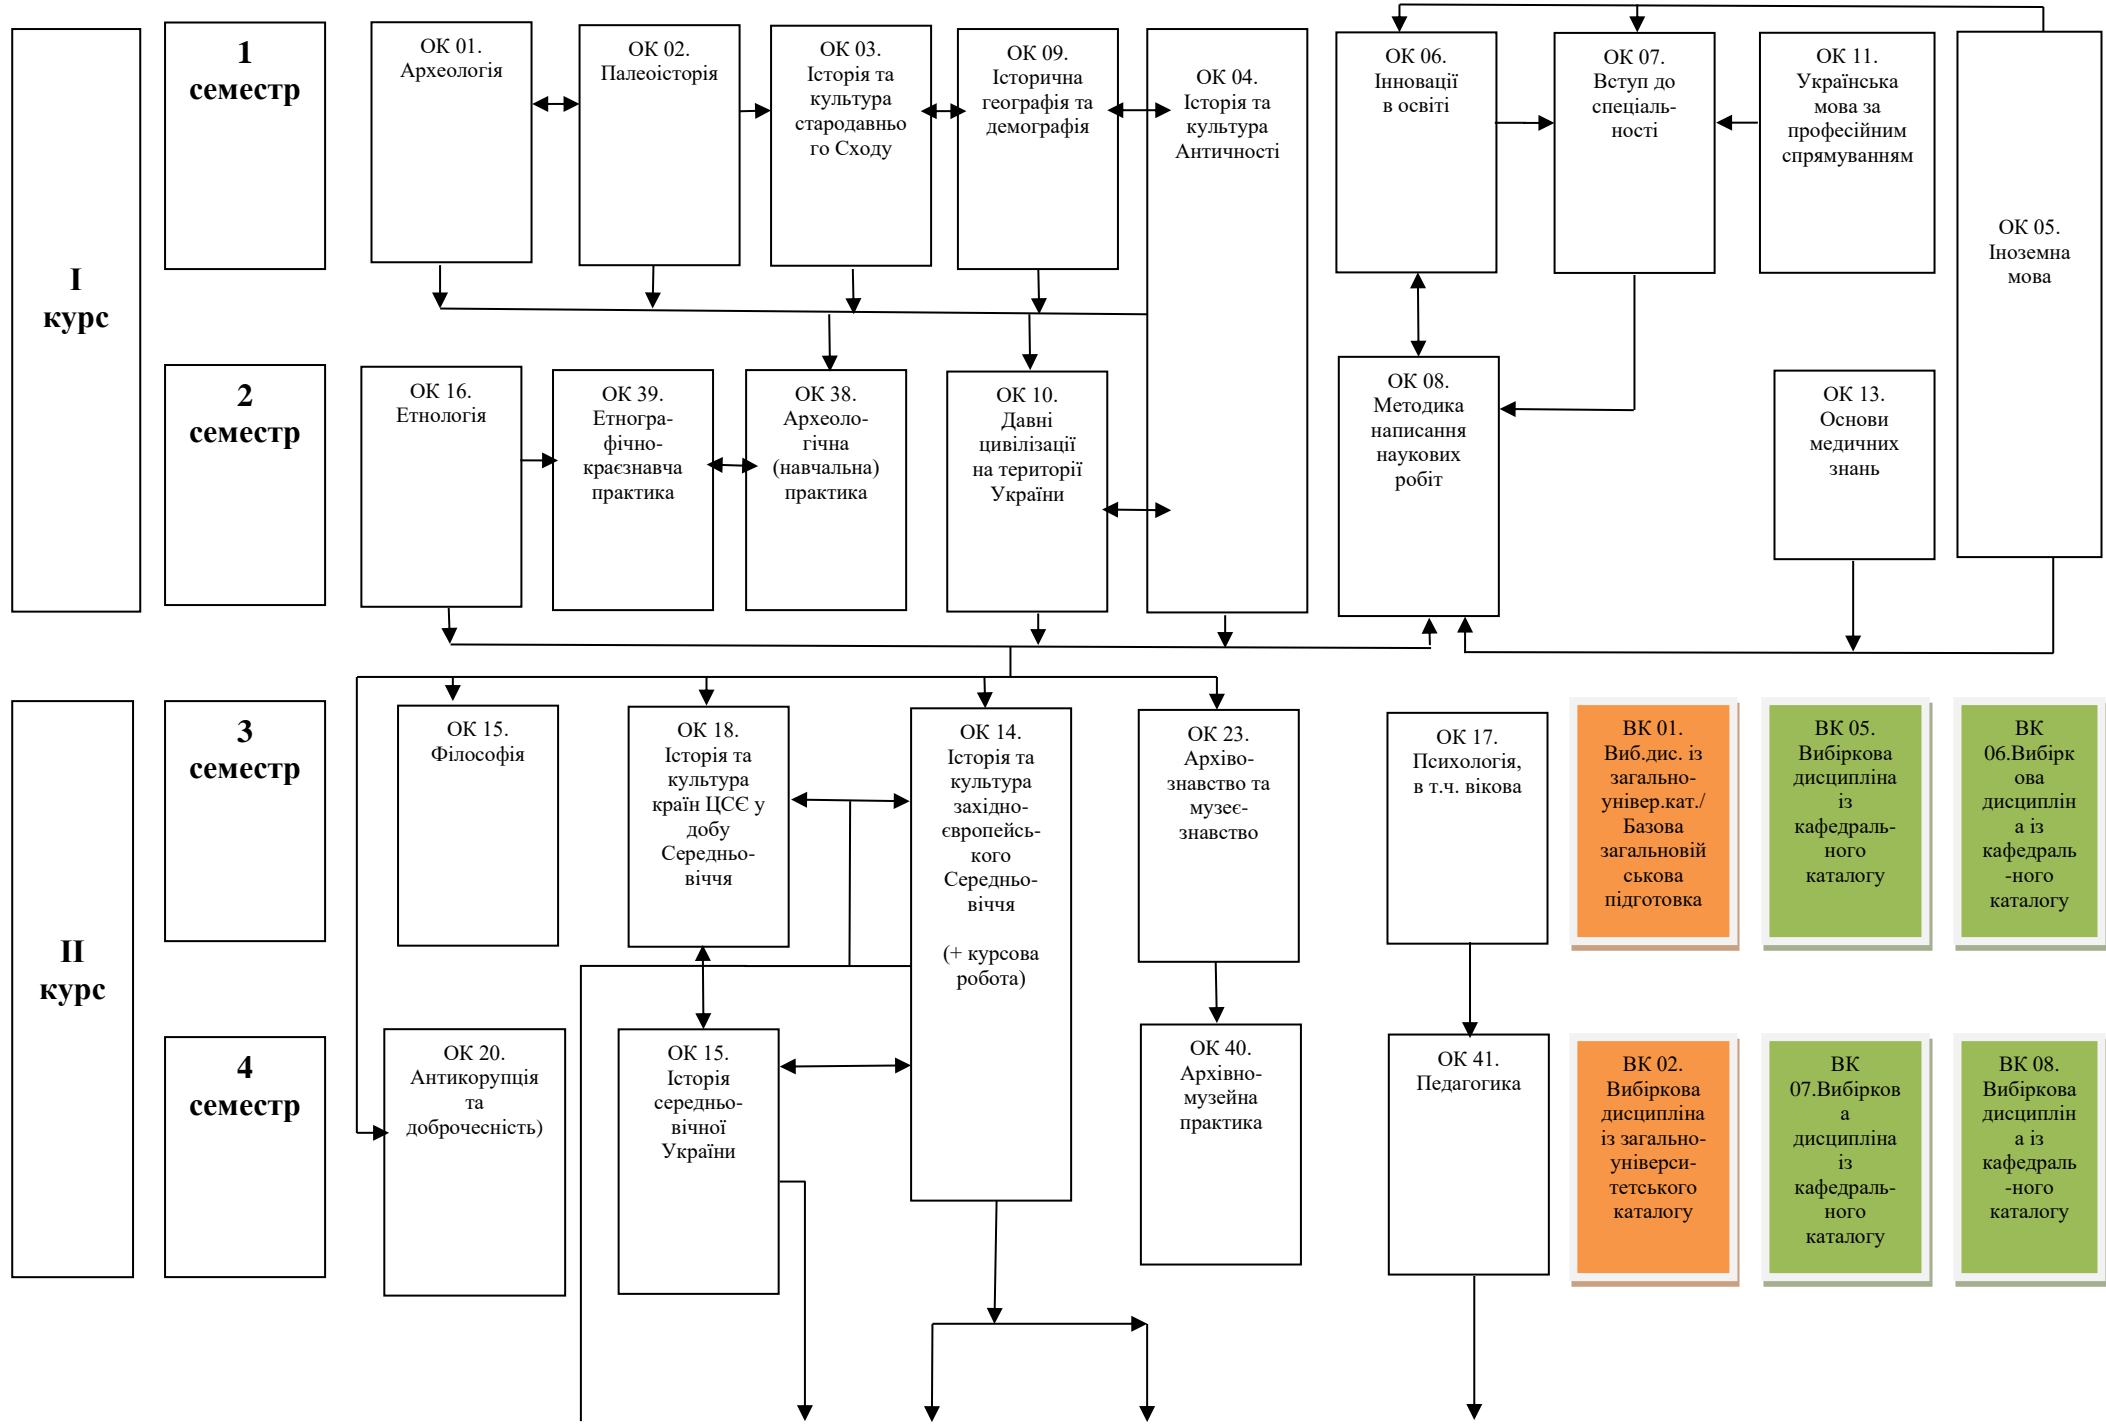 I
курс
1
семестр
ОК 01.
Археологія
ОК 02.
Палеоісторія
ОК 03.
Історія та
культура
стародавньо
го Сходу
ОК 09.
Історична
географія та
демографія
ОК 04.
Історія та
культура
Античності
ОК 06.
Інновації
в освіті
ОК 07.
Вступ до
спеціаль-
ності
ОК 11.
Українська
мова за
професійним
спрямуванням
ОК 05.
Іноземна
мова
2
семестр
ОК 16.
Етнологія
ОК 39.
Етногра-
фічно-
краєзнавча
практика
ОК 38.
Археоло-
гічна
(навчальна)
практика
ОК 10.
Давні
цивілізації
на території
України
ОК 08.
Методика
написання
наукових
робіт
ОК 13.
Основи
медичних
знань
II
курс
3
семестр
ОК 15.
Філософія
ОК 18.
Історія та
культура
країн ЦСЄ у
добу
Середньо-
віччя
ОК 14.
Історія та
культура
західно-
європейсь-
кого
Середньо-
віччя
(+ курсова
робота)
ОК 23.
Архіво-
знавство та
музеє-
знавство
ОК 17.
Психологія,
в т.ч. вікова
ВК 01.
Виб.дис. із
загально-
універ.кат./
Базова
загальновій
ськова
підготовка
ВК 05.
Вибіркова
дисципліна
із
кафедраль-
ного
каталогу
ВК
06.Вибірк
ова
дисциплін
а із
кафедраль
-ного
каталогу
4
семестр
ОК 20.
Антикорупція
та
доброчесність)
ОК 15.
Історія
середньо-
вічної
України
ОК 40.
Архівно-
музейна
практика
ОК 41.
Педагогика
ВК 02.
Вибіркова
дисципліна
із загально-
універси-
тетського
каталогу
ВК
07.Вибірков
а
дисципліна
із
кафедраль-
ного
каталогу
ВК 08.
Вибіркова
дисциплін
а із
кафедраль
-ного
каталогу